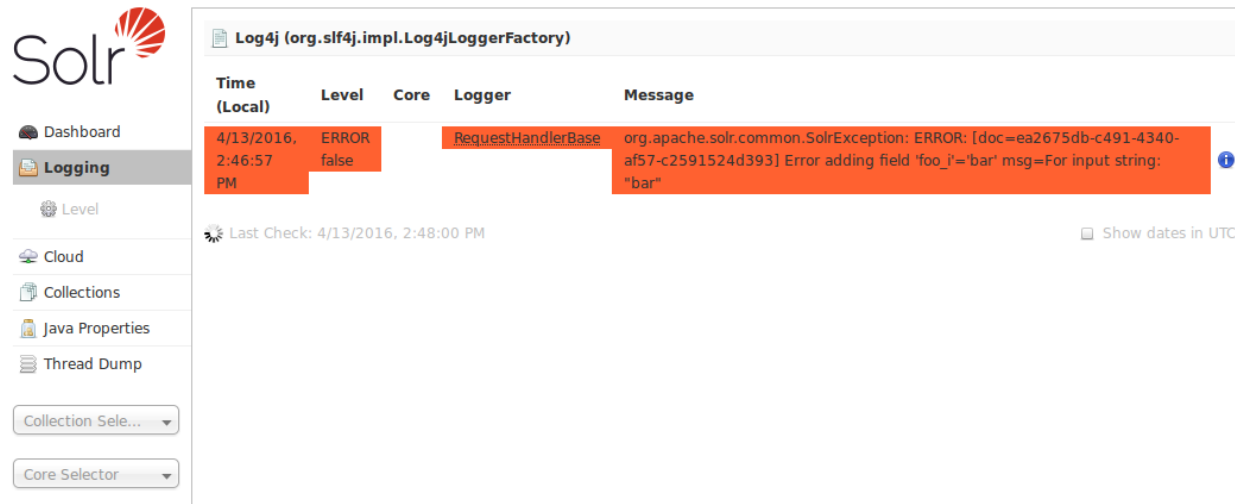 Solr
Dashboard
Logging
Level
Cloud
Collections
Java Properties
Thread Dump
Collection Sele...
Core Selector
Log4j (org.slf4j.impl.Log4jLoggerFactory)
Time
(Local)
Level
Core
Logger
Message
4/13/2016,
2:46:57
PM
ERROR
false
RequestHandlerBase
org.apache.solr.common.SolrException: ERROR: [doc=ea2675db-c491-4340-
af57-c2591524d393] Error adding field 'foo_i'='bar' msg=For input string:
"bar"
Last Check: 4/13/2016, 2:48:00 PM
Show dates in UTC